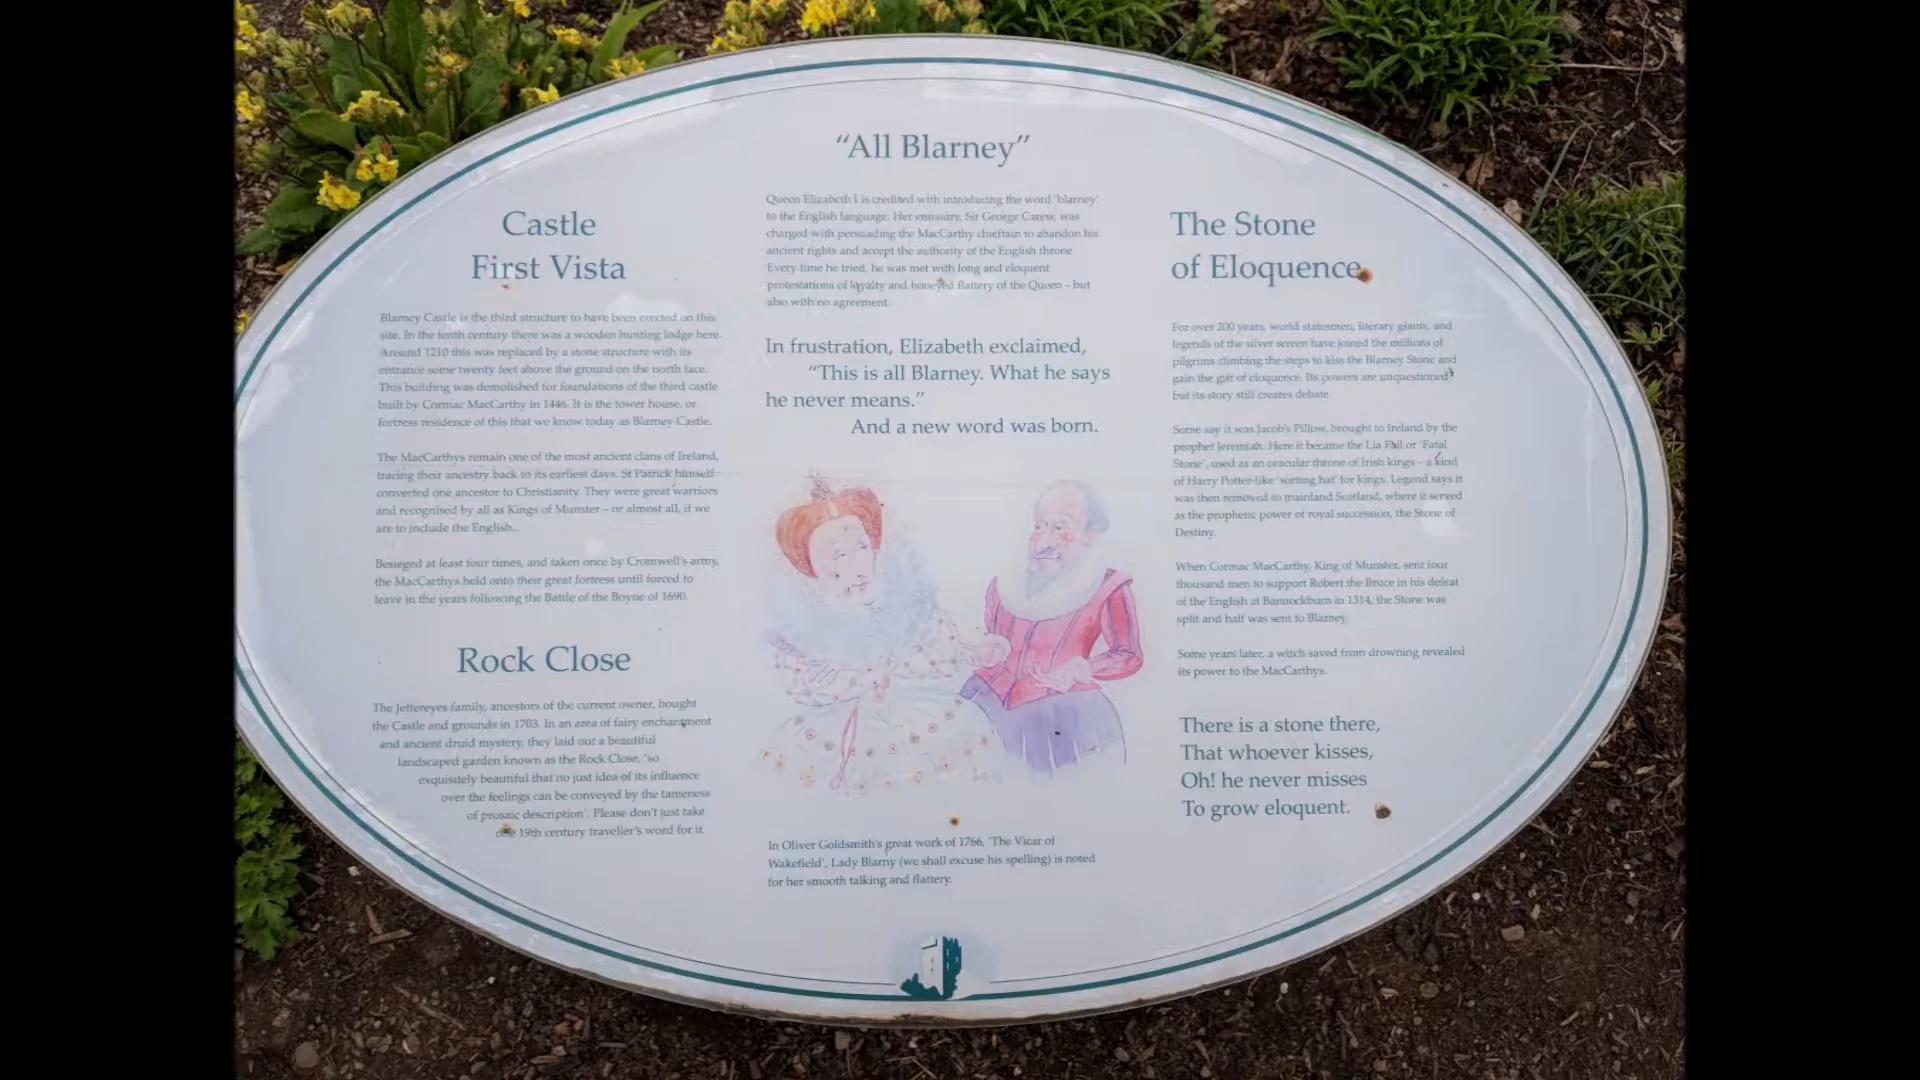 Castle
First Vista
Blarney Castle is the third structure to have been erected on this
site. In the tenth century there was a wooden hunting lodge here.
Around 1210 this was replaced by a stone structure with its
entrance some twenty feet above the ground on the north face.
This building was demolished for foundations of the third castle
built by Cormac MacCarthy in 1446. It is the tower house, or
fortress residence of this that we know today as Blarney Castle.
The MacCarthys remain one of the most ancient clans of Ireland,
tracing their ancestry back to its earliest days. St Patrick himself
converted one ancestor to Christianity. They were great warriors
and recognised by all as Kings of Munster – or almost all, if we
are to include the English...
Besieged at least four times, and taken once by Cromwell's army,
the MacCarthys held onto their great fortress until forced to
leave in the years following the Battle of the Boyne of 1690.
Rock Close
The Jeffereyes family, ancestors of the current owner, bought
the Castle and grounds in 1703. In an area of fairy enchantment
and ancient druid mystery, they laid out a beautiful
landscaped garden known as the Rock Close, 'so
exquisitely beautiful that no just idea of its influence
over the feelings can be conveyed by the tameness
of prosaic description'. Please don't just take
our 19th century traveller's word for it.
“All Blarney”
Queen Elizabeth I is credited with introducing the word 'blarney'
to the English language. Her emissary, Sir George Carew, was
charged with persuading the MacCarthy chieftain to abandon his
ancient rights and accept the authority of the English throne.
Every time he tried, he was met with long and eloquent
protestations of loyalty and honeyed flattery of the Queen – but
also with no agreement.
In frustration, Elizabeth exclaimed,
“This is all Blarney. What he says
he never means.”
And a new word was born.
In Oliver Goldsmith's great work of 1766, 'The Vicar of
Wakefield', Lady Blarny (we shall excuse his spelling) is noted
for her smooth talking and flattery.
The Stone
of Eloquence
For over 200 years, world statesmen, literary giants, and
legends of the silver screen have joined the millions of
pilgrims climbing the steps to kiss the Blarney Stone and
gain the gift of eloquence. Its powers are unquestioned
but its story still creates debate.
Some say it was Jacob's Pillow, brought to Ireland by the
prophet Jeremiah. Here it became the Lia Fail or 'Fatal
Stone', used as an oracular throne of Irish kings – a kind
of Harry Potter-like 'sorting hat' for kings. Legend says it
was then removed to mainland Scotland, where it served
as the prophetic power of royal succession, the Stone of
Destiny.
When Cormac MacCarthy, King of Munster, sent four
thousand men to support Robert the Bruce in his defeat
of the English at Bannockburn in 1314, the Stone was
split and half was sent to Blarney.
Some years later, a witch saved from drowning revealed
its power to the MacCarthys.
There is a stone there,
That whoever kisses,
Oh! he never misses
To grow eloquent.